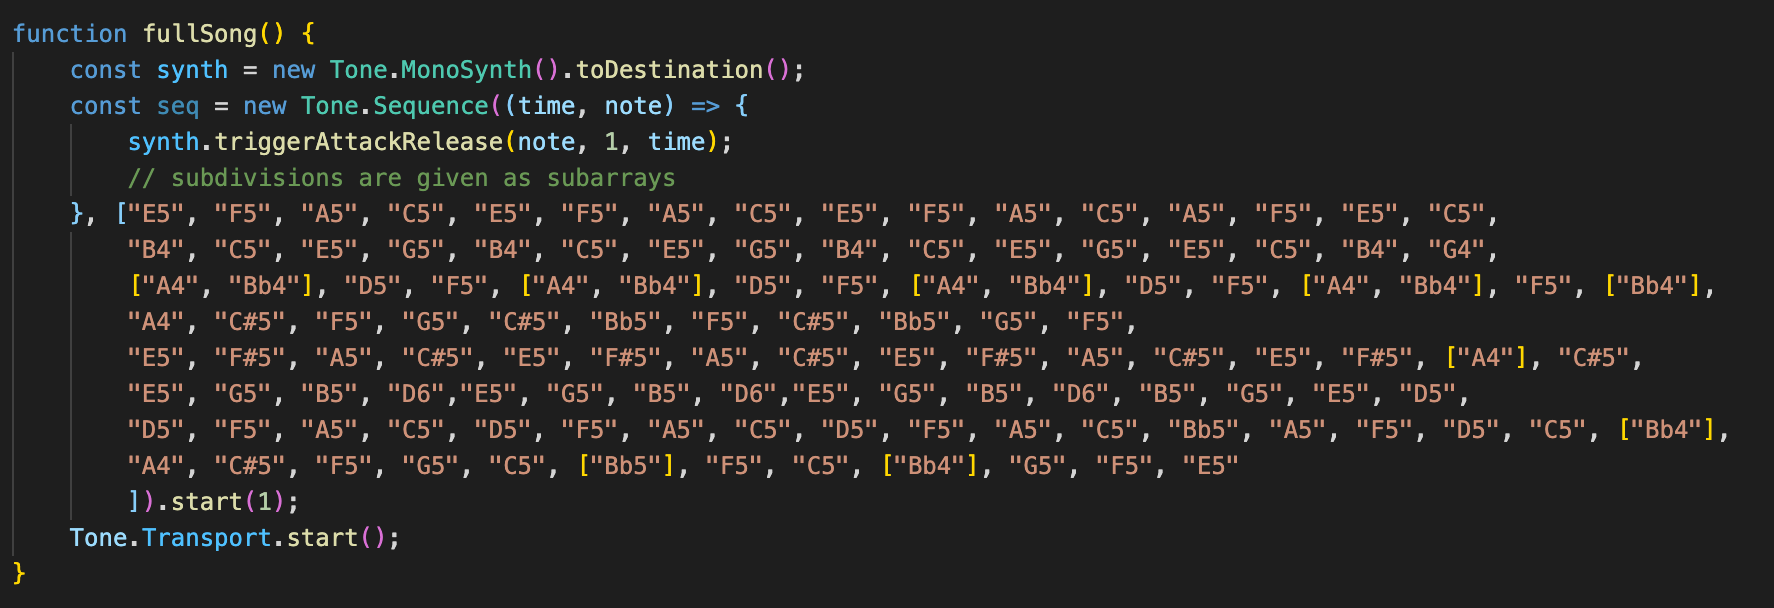 function fullSong() {
    const synth = new Tone.MonoSynth().toDestination();
    const seq = new Tone.Sequence((time, note) => {
        synth.triggerAttackRelease(note, 1, time);
        // subdivisions are given as subarrays
    }, ["E5", "F5", "A5", "C5", "E5", "F5", "A5", "C5", "E5", "F5", "A5", "C5", "A5", "F5", "E5", "C5",
        "B4", "C5", "E5", "G5", "B4", "C5", "E5", "G5", "B4", "C5", "E5", "G5", "E5", "C5", "B4", "G4",
        ["A4", "Bb4"], "D5", "F5", ["A4", "Bb4"], "D5", "F5", ["A4", "Bb4"], "D5", "F5", ["A4", "Bb4"], "F5", ["Bb4"],
        "A4", "C#5", "F5", "G5", "C#5", "Bb5", "F5", "C#5", "Bb5", "G5", "F5",
        "E5", "F#5", "A5", "C#5", "E5", "F#5", "A5", "C#5", "E5", "F#5", "A5", "C#5", "E5", "F#5", ["A4"], "C#5",
        "E5", "G5", "B5", "D6","E5", "G5", "B5", "D6","E5", "G5", "B5", "D6", "B5", "G5", "E5", "D5",
        "D5", "F5", "A5", "C5", "D5", "F5", "A5", "C5", "D5", "F5", "A5", "C5", "Bb5", "A5", "F5", "D5", "C5", ["Bb4"],
        "A4", "C#5", "F5", "G5", "C5", ["Bb5"], "F5", "C5", ["Bb4"], "G5", "F5", "E5"
        ]).start(1);
    Tone.Transport.start();
}